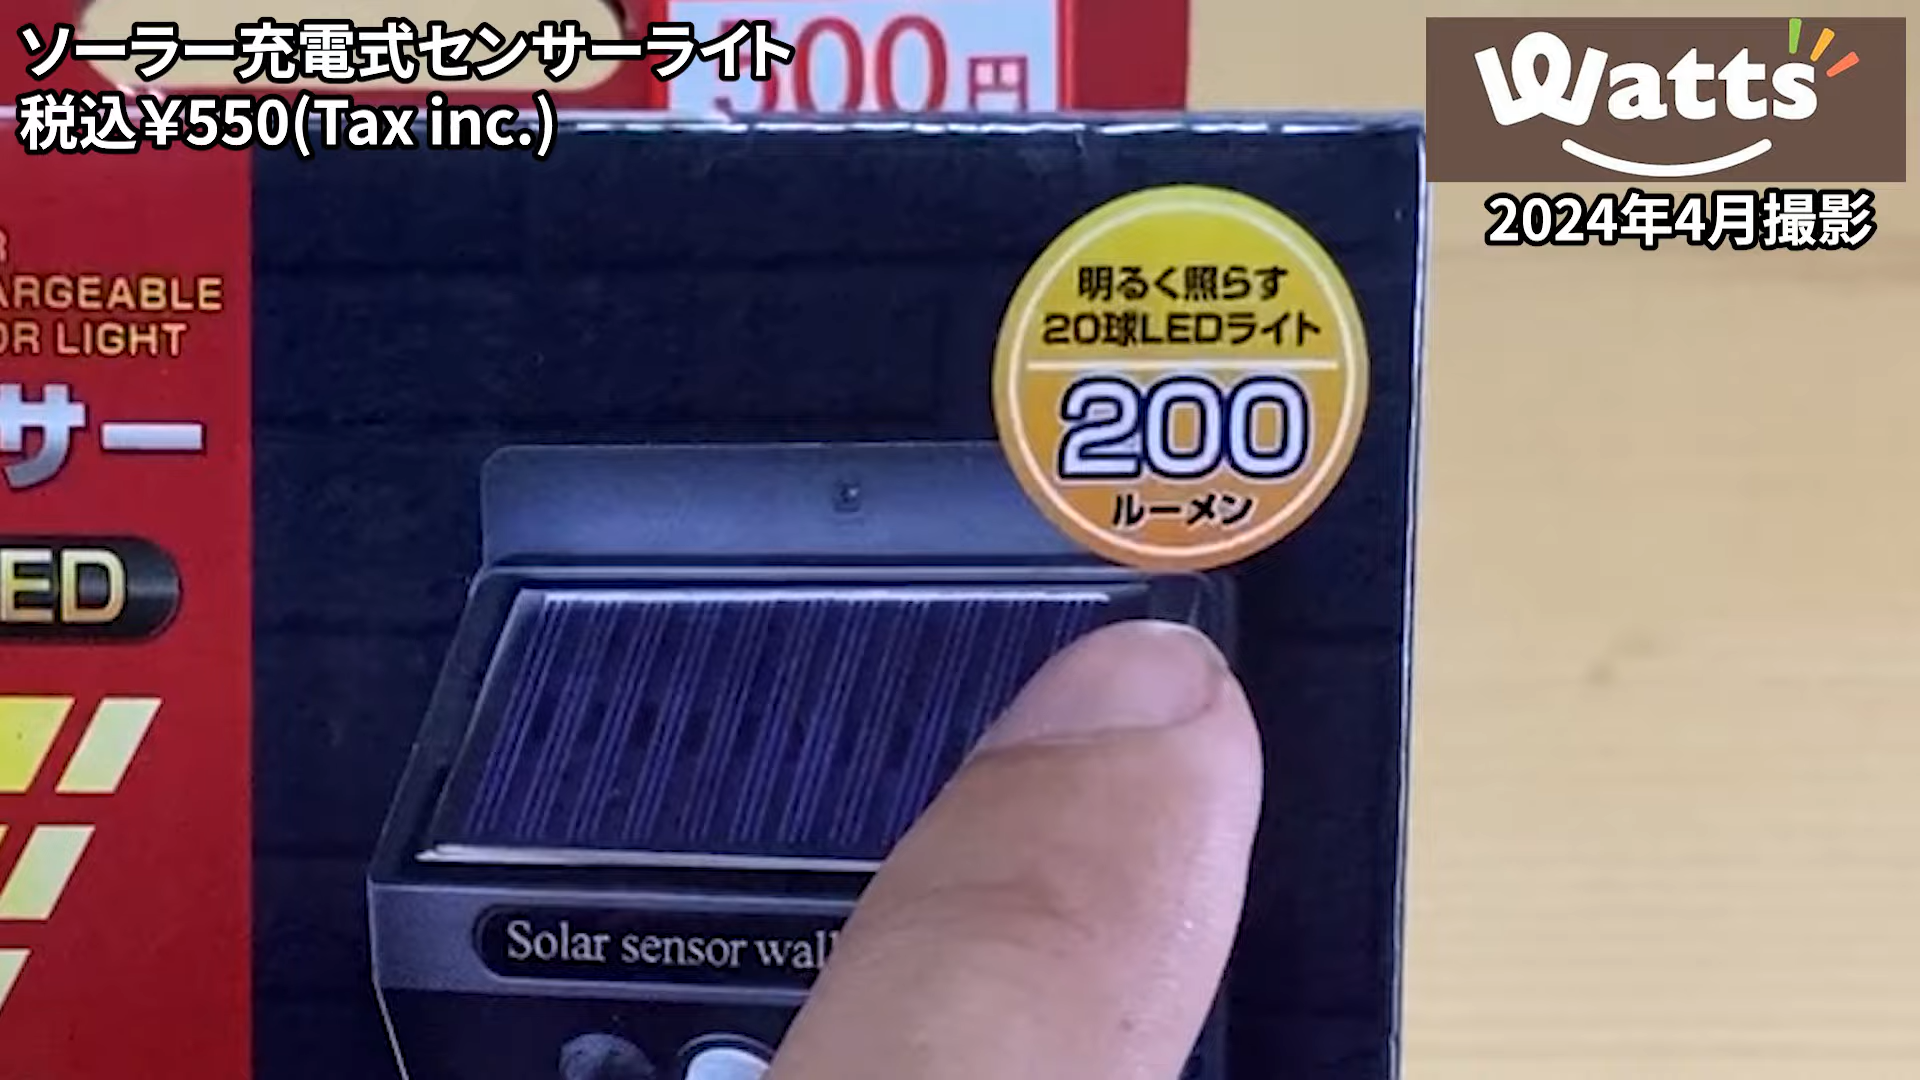 ソーラー充電式センサーライト
税込¥550(Tax inc.)
500円
Watts
2024年4月撮影
明るく照らす
20球LEDライト
200
ルーメン
ARGEABLE
OR LIGHT
サー
ED
Solar sensor wal